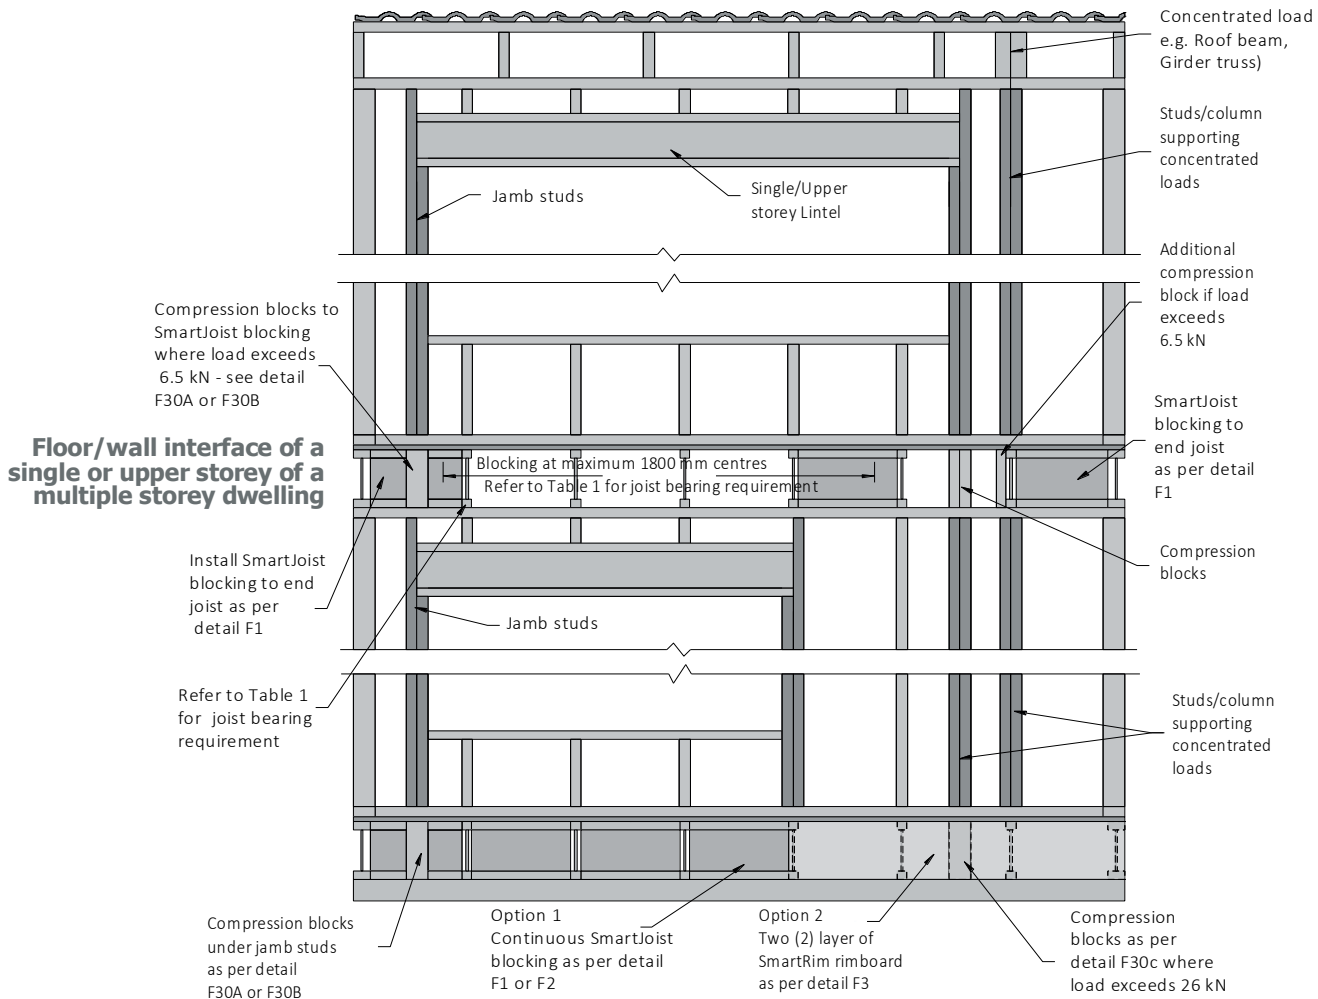 Concentrated load
e.g. Roof beam,
Girder truss)
Studs/column
supporting
concentrated
loads
Jamb studs
Single/Upper
storey Lintel
Additional
compression
block if load
exceeds
6.5 kN
Compression blocks to
SmartJoist blocking
where load exceeds
6.5 kN - see detail
F30A or F30B
SmartJoist
blocking to
end joist
as per detail
F1
Floor/wall interface of a
single or upper storey of a
multiple storey dwelling
Blocking at maximum 1800 mm centres
Refer to Table 1 for joist bearing requirement
Install SmartJoist
blocking to end
joist as per
detail F1
Compression
blocks
Jamb studs
Refer to Table 1
for joist bearing
requirement
Studs/column
supporting
concentrated
loads
Compression blocks
under jamb studs
as per detail
F30A or F30B
Option 1
Continuous SmartJoist
blocking as per detail
F1 or F2
Option 2
Two (2) layer of
SmartRim rimboard
as per detail F3
Compression
blocks as per
detail F30c where
load exceeds 26 kN